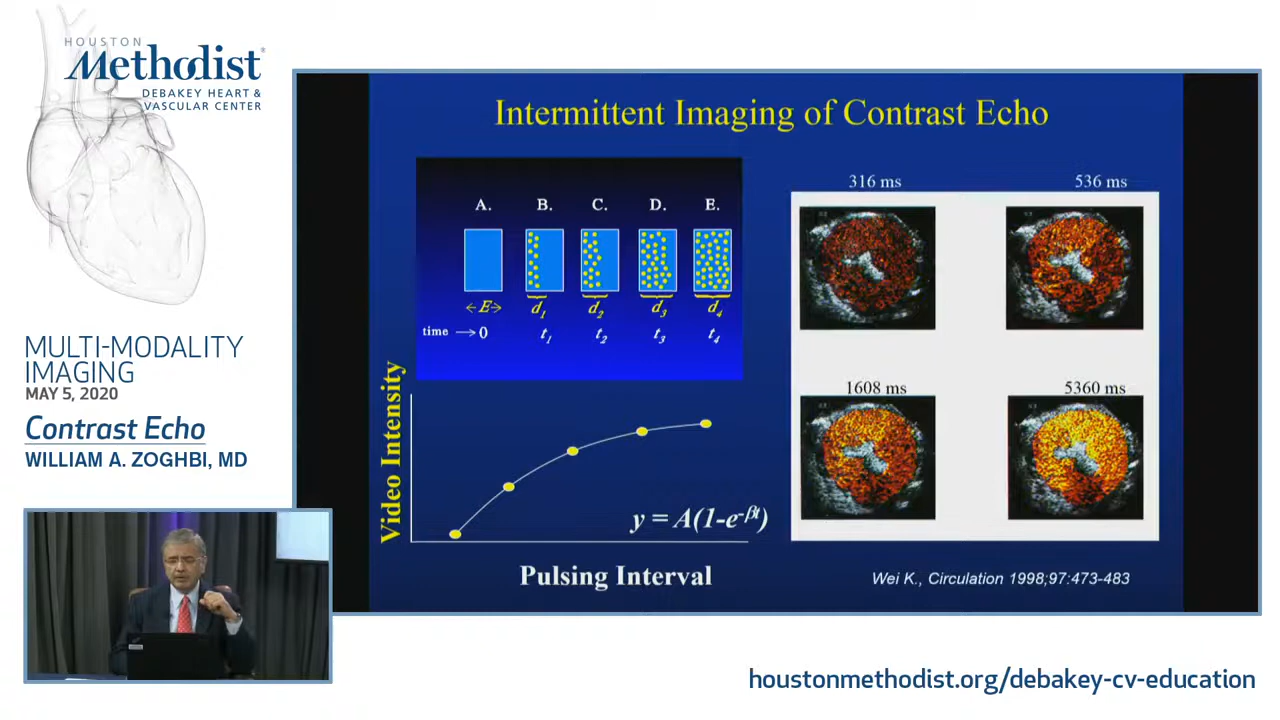 HOUSTON
Methodist®
DEBAKEY HEART &
VASCULAR CENTER
MULTI-MODALITY
IMAGING
MAY 5, 2020
Contrast Echo
WILLIAM A. ZOGHBI, MD
Intermittent Imaging of Contrast Echo
A. B. C. D. E.
←E→ d1 d2 d3 d4
time →0 t1 t2 t3 t4
Video Intensity
y = A(1-e^-βt)
Pulsing Interval
316 ms 536 ms
1608 ms 5360 ms
Wei K., Circulation 1998;97:473-483
houstonmethodist.org/debakey-cv-education